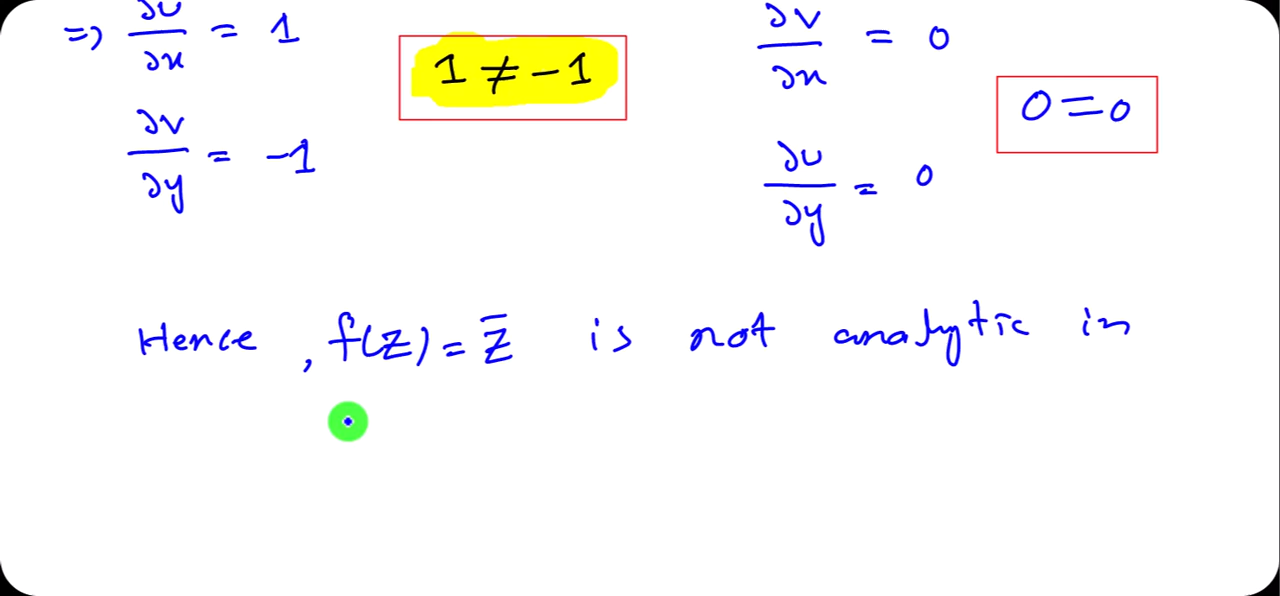 => ∂u/∂x = 1
1 ≠ -1
∂v/∂y = -1
∂v/∂x = 0
0 = 0
∂u/∂y = 0
Hence , f(z) = z̅ is not analytic in